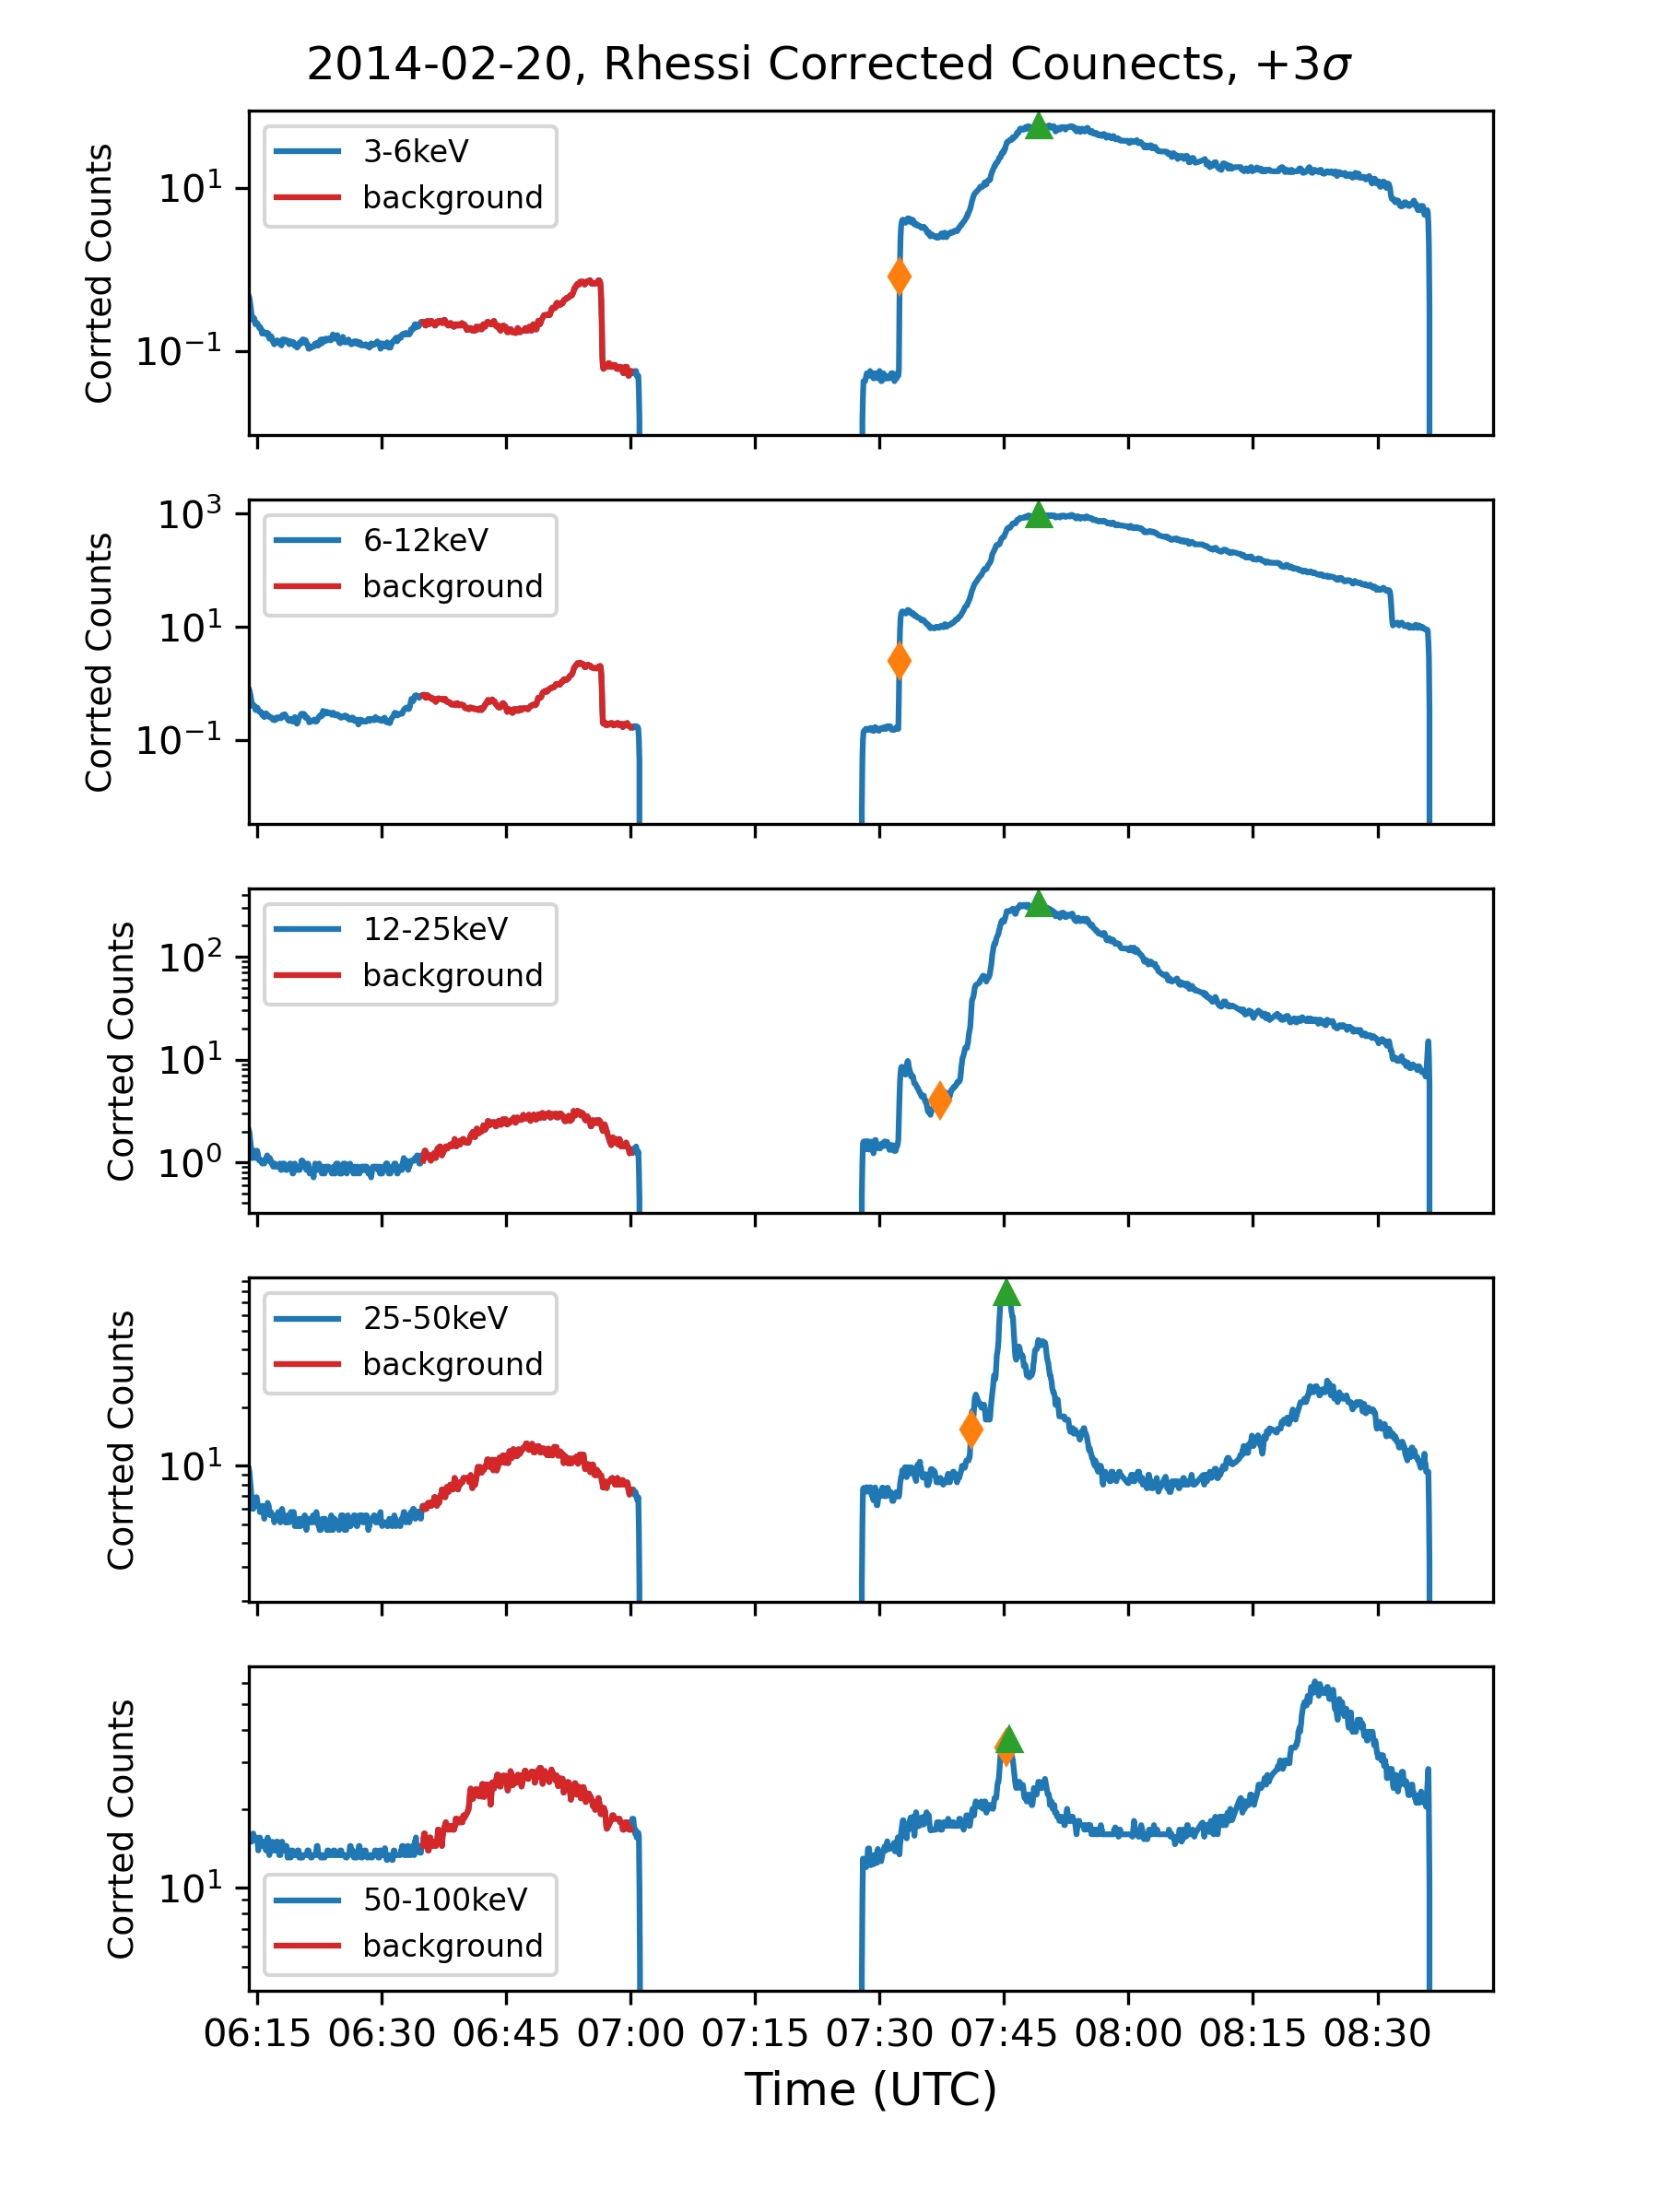 2014-02-20, Rhessi Corrected Counects, +3σ
3-6keV
background
10¹
10⁻¹
Corrted Counts
6-12keV
background
10³
10¹
10⁻¹
Corrted Counts
12-25keV
background
10²
10¹
10⁰
Corrted Counts
25-50keV
background
10¹
Corrted Counts
50-100keV
background
10¹
Corrted Counts
06:15 06:30 06:45 07:00 07:15 07:30 07:45 08:00 08:15 08:30
Time (UTC)